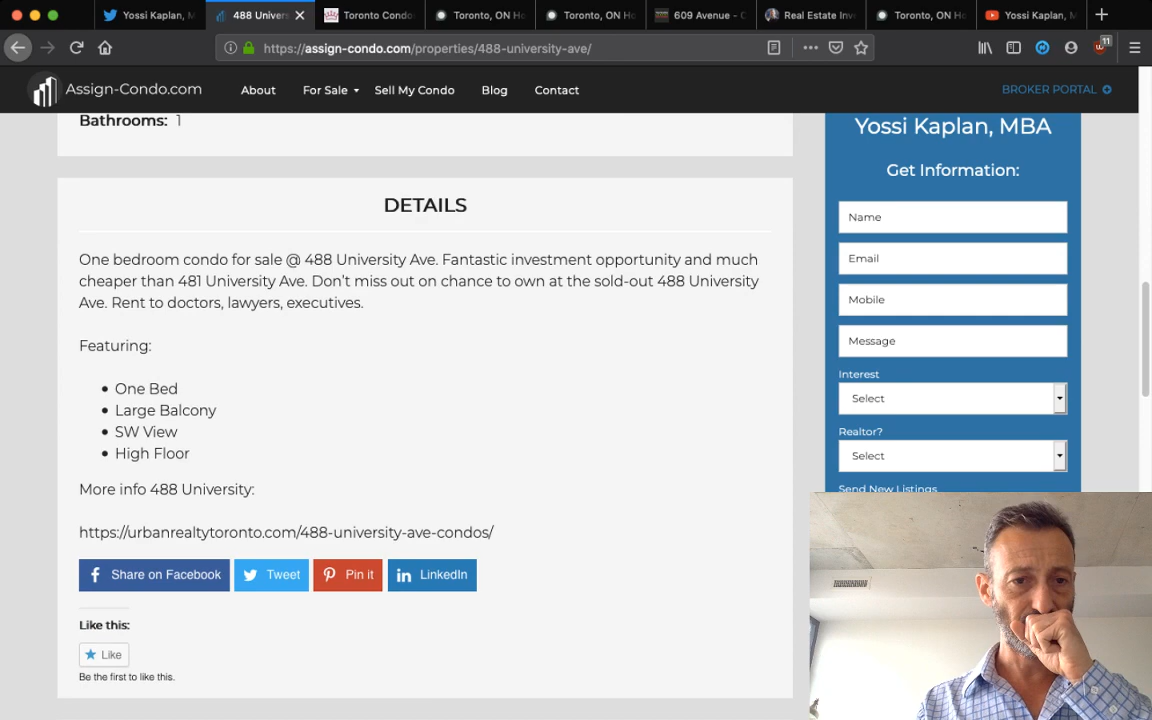 Yossi Kaplan, M
488 Univers
Toronto Condo
Toronto, ON Ho
Toronto, ON Ho
609 Avenue - C
Real Estate Inv
Toronto, ON Ho
Yossi Kaplan, M
https://assign-condo.com/properties/488-university-ave/
11
Assign-Condo.com
About
For Sale
Sell My Condo
Blog
Contact
BROKER PORTAL
Bathrooms: 1
DETAILS
One bedroom condo for sale @ 488 University Ave. Fantastic investment opportunity and much
cheaper than 481 University Ave. Don't miss out on chance to own at the sold-out 488 University
Ave. Rent to doctors, lawyers, executives.
Featuring:
One Bed
Large Balcony
SW View
High Floor
More info 488 University:
https://urbanrealtytoronto.com/488-university-ave-condos/
Share on Facebook
Tweet
Pin it
LinkedIn
Like this:
Like
Be the first to like this.
Yossi Kaplan, MBA
Get Information:
Name
Email
Mobile
Message
Interest
Select
Realtor?
Select
Send New Listings